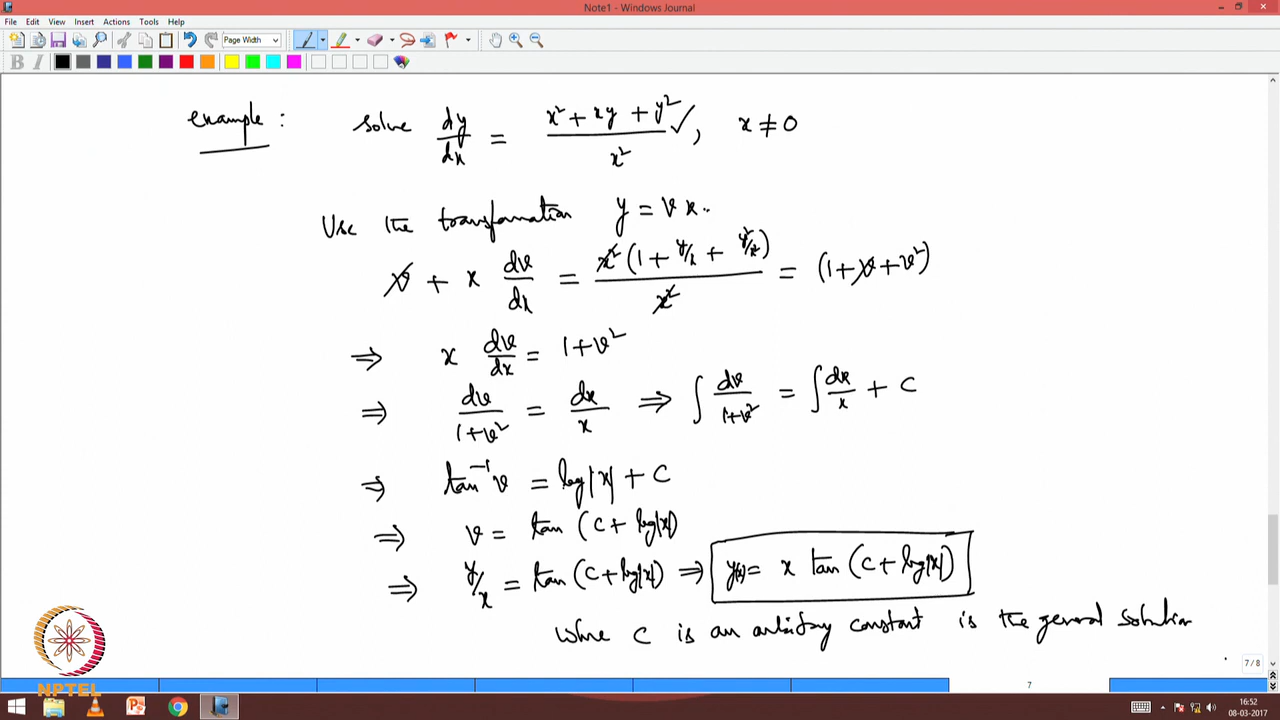 Note1 - Windows Journal
File Edit View Insert Actions Tools Help
Page Width
B I
example : solve dy/dx = (x² + xy + y²)/x² ✓, x ≠ 0
Use the transformation y = v x.
v + x dv/dx = x²(1 + y/x + y²/x²)/x² = (1+v+v²)
⇒ x dv/dx = 1+v²
⇒ dv/(1+v²) = dx/x ⇒ ∫ dv/(1+v²) = ∫ dx/x + C
⇒ tan⁻¹ v = log|x| + C
⇒ v = tan (C + log|x|)
⇒ y/x = tan (C + log|x|) ⇒ y(x) = x tan (C + log|x|)
where C is an arbitrary constant is the general solution
7/8
NPTEL
7
16:52
08-03-2017